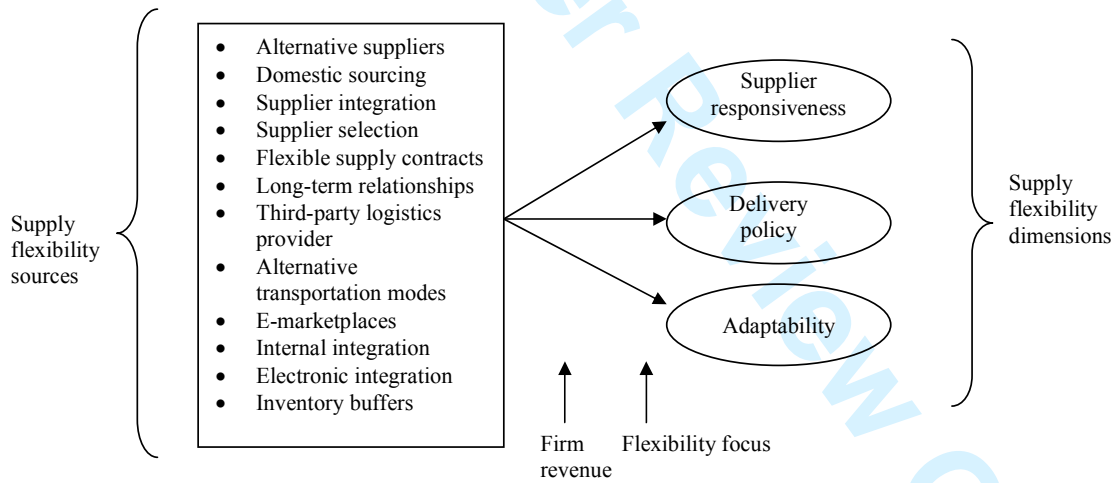 Supply
flexibility
sources
Alternative suppliers
Domestic sourcing
Supplier integration
Supplier selection
Flexible supply contracts
Long-term relationships
Third-party logistics
provider
Alternative
transportation modes
E-marketplaces
Internal integration
Electronic integration
Inventory buffers
Supplier
responsiveness
Delivery
policy
Adaptability
Firm
revenue
Flexibility focus
Supply
flexibility
dimensions
Review